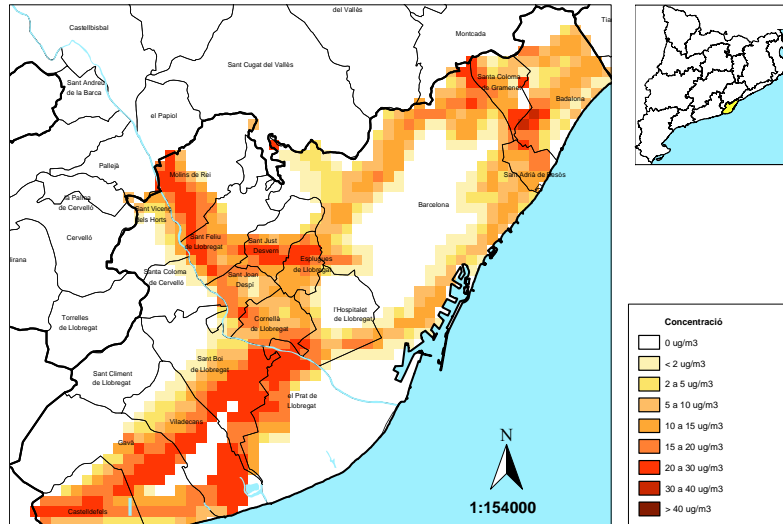 del Vallès
Castellbisbal
Montcada
Tia
Sant Cugat del Vallès
Sant Andreu
de la Barca
Santa Coloma
de Gramenet
Badalona
el Papiol
Pallejà
Molins de Rei
Sant Adrià de Besòs
la Palma
de Cervelló
Sant Vicenç
dels Horts
Barcelona
Cervelló
Sant Feliu
de Llobregat
Sant Just
Desvern
lirana
Esplugues
de Llobregat
Santa Coloma
de Cervelló
Sant Joan
Despí
Torrelles
de Llobregat
Cornellà
de Llobregat
l'Hospitalet
de Llobregat
Sant Boi
de Llobregat
Sant Climent
de Llobregat
el Prat de
Llobregat
Viladecans
Gavà
Castelldefels
N
1:154000
Concentració
0 ug/m3
< 2 ug/m3
2 a 5 ug/m3
5 a 10 ug/m3
10 a 15 ug/m3
15 a 20 ug/m3
20 a 30 ug/m3
30 a 40 ug/m3
> 40 ug/m3